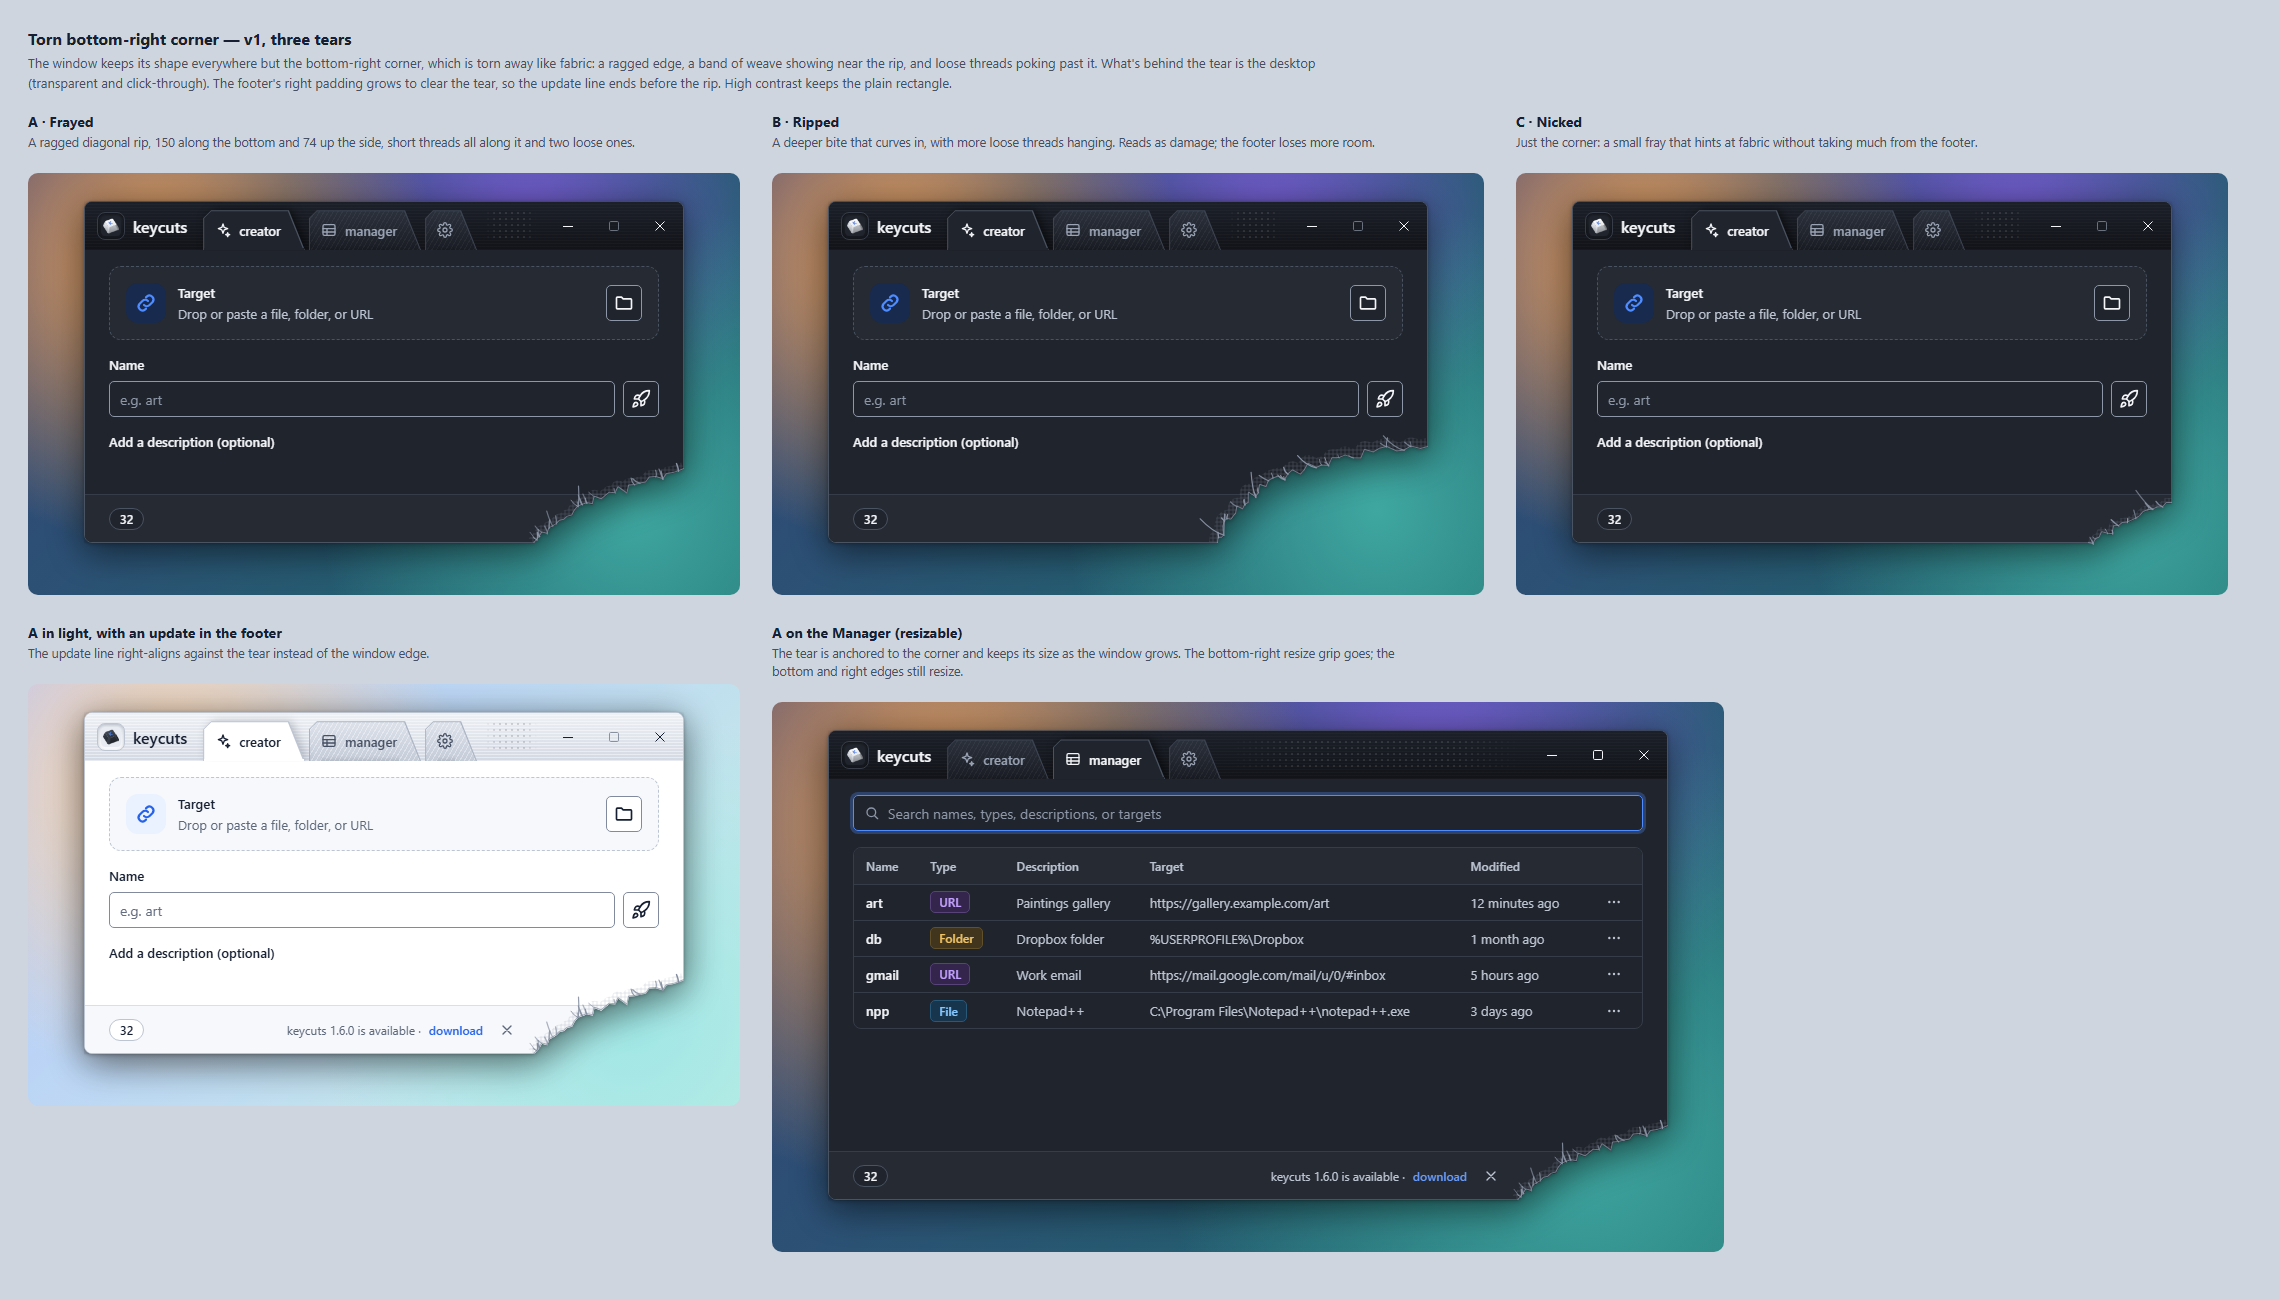 Torn bottom-right corner — v1, three tears
The window keeps its shape everywhere but the bottom-right corner, which is torn away like fabric: a ragged edge, a band of weave showing near the rip, and loose threads poking past it. What's behind the tear is the desktop
(transparent and click-through). The footer's right padding grows to clear the tear, so the update line ends before the rip. High contrast keeps the plain rectangle.
A · Frayed
A ragged diagonal rip, 150 along the bottom and 74 up the side, short threads all along it and two loose ones.
keycuts
creator
manager
Target
Drop or paste a file, folder, or URL
Name
e.g. art
Add a description (optional)
32
B · Ripped
A deeper bite that curves in, with more loose threads hanging. Reads as damage; the footer loses more room.
keycuts
creator
manager
Target
Drop or paste a file, folder, or URL
Name
e.g. art
Add a description (optional)
32
C · Nicked
Just the corner: a small fray that hints at fabric without taking much from the footer.
keycuts
creator
manager
Target
Drop or paste a file, folder, or URL
Name
e.g. art
Add a description (optional)
32
A in light, with an update in the footer
The update line right-aligns against the tear instead of the window edge.
keycuts
creator
manager
Target
Drop or paste a file, folder, or URL
Name
e.g. art
Add a description (optional)
32
keycuts 1.6.0 is available · download
A on the Manager (resizable)
The tear is anchored to the corner and keeps its size as the window grows. The bottom-right resize grip goes; the
bottom and right edges still resize.
keycuts
creator
manager
Search names, types, descriptions, or targets
Name Type Description Target Modified
art URL Paintings gallery https://gallery.example.com/art 12 minutes ago
db Folder Dropbox folder %USERPROFILE%\Dropbox 1 month ago
gmail URL Work email https://mail.google.com/mail/u/0/#inbox 5 hours ago
npp File Notepad++ C:\Program Files\Notepad++\notepad++.exe 3 days ago
32
keycuts 1.6.0 is available · download